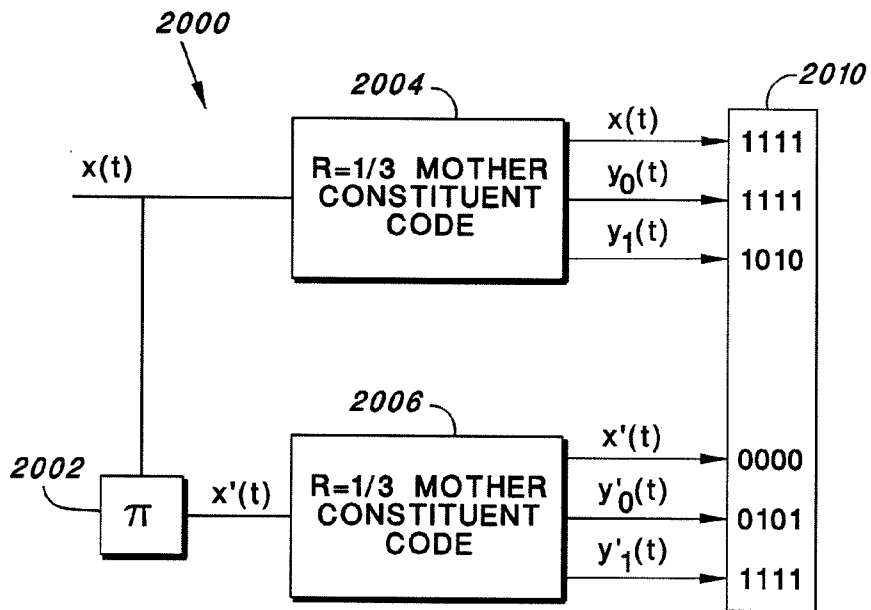 2000
2004
2010
x(t)
R=1/3 MOTHER
CONSTITUENT
CODE
x(t)
y0(t)
y1(t)
1111
1111
1010
2006
2002
π
x'(t)
R=1/3 MOTHER
CONSTITUENT
CODE
x'(t)
y'0(t)
y'1(t)
0000
0101
1111